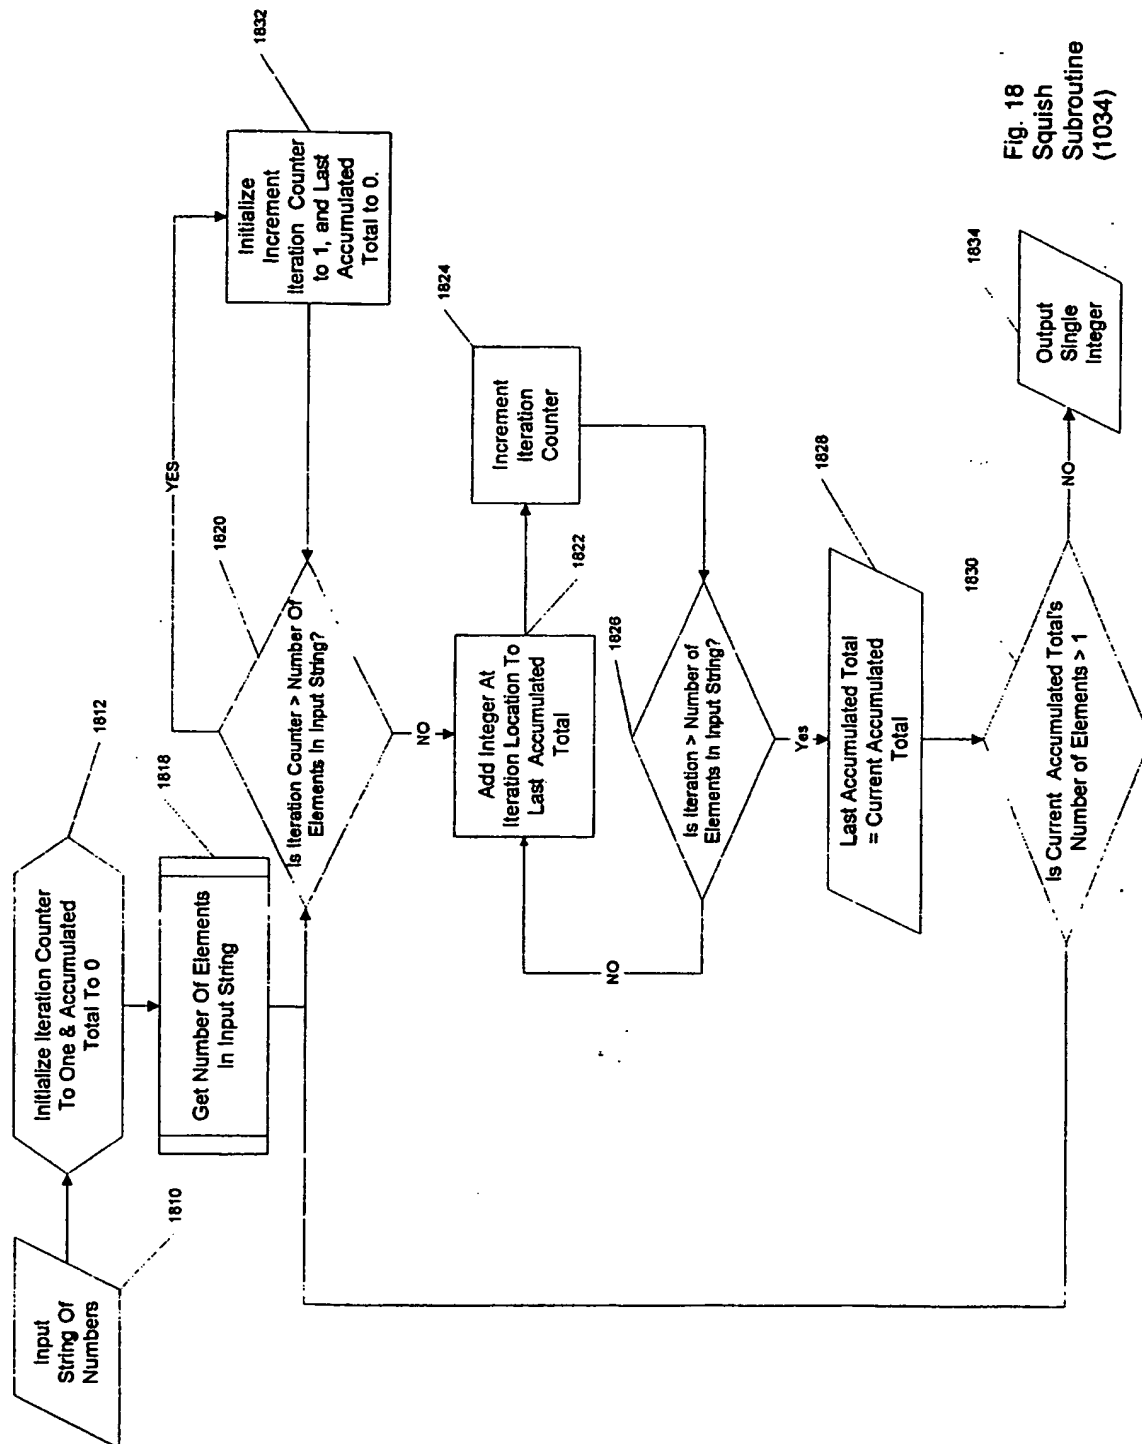 Input
String Of
Numbers
1810
Initialize Iteration Counter
To One & Accumulated
Total To 0
1812
Get Number Of Elements
In Input String
1818
Is Iteration Counter > Number Of
Elements In Input String?
1820
YES
Initialize
Increment
Iteration Counter
to 1, and Last
Accumulated
Total to 0.
1832
NO
Add Integer At
Iteration Location To
Last Accumulated
Total
1822
Increment
Iteration
Counter
1824
Is Iteration > Number of
Elements In Input String?
1826
NO
Yes
Last Accumulated Total
= Current Accumulated
Total
1828
Is Current Accumulated Total's
Number of Elements > 1
1830
NO
Output
Single
Integer
1834
Fig. 18
Squish
Subroutine
(1034)